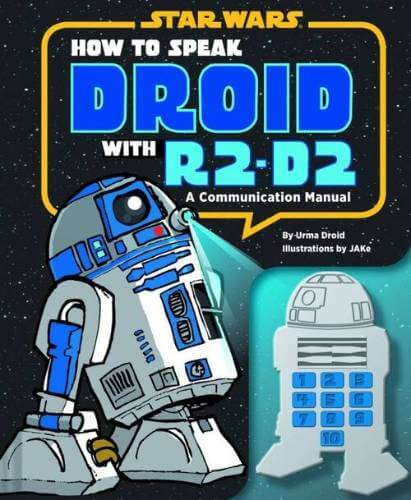 STAR WARS
HOW TO SPEAK
DROID
WITH R2-D2
A Communication Manual
By Urma Droid
Illustrations by JAKe
1 2 3
4 5 6
7 8 9
10